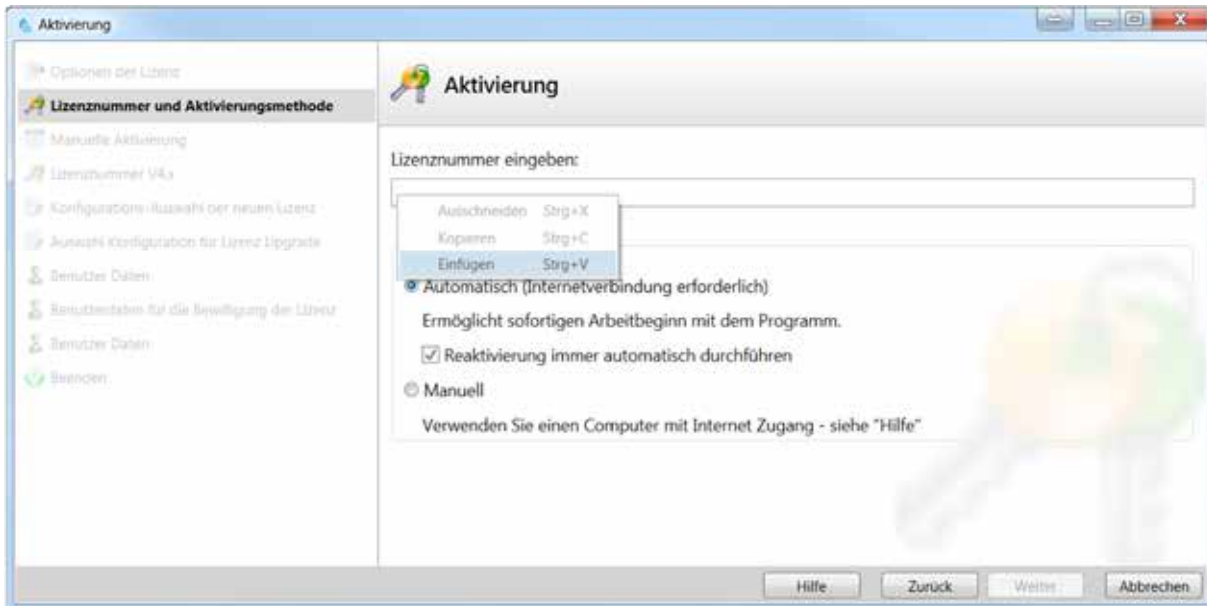 Aktivierung
Optionen der Lizenz
Lizenznummer und Aktivierungsmethode
Manuelle Aktivierung
Lizenznummer V4.x
Konfigurations-Auswahl der neuen Lizenz
Auswahl Konfiguration für Lizenz Upgrade
Benutzer Daten
Benutzerdaten für die Bewilligung der Lizenz
Benutzer Daten
Beenden
Aktivierung
Lizenznummer eingeben:
Ausschneiden Strg+X
Kopieren Strg+C
Einfügen Strg+V
Automatisch (Internetverbindung erforderlich)
Ermöglicht sofortigen Arbeitbeginn mit dem Programm.
Reaktivierung immer automatisch durchführen
Manuell
Verwenden Sie einen Computer mit Internet Zugang - siehe "Hilfe"
Hilfe
Zurück
Weiter
Abbrechen